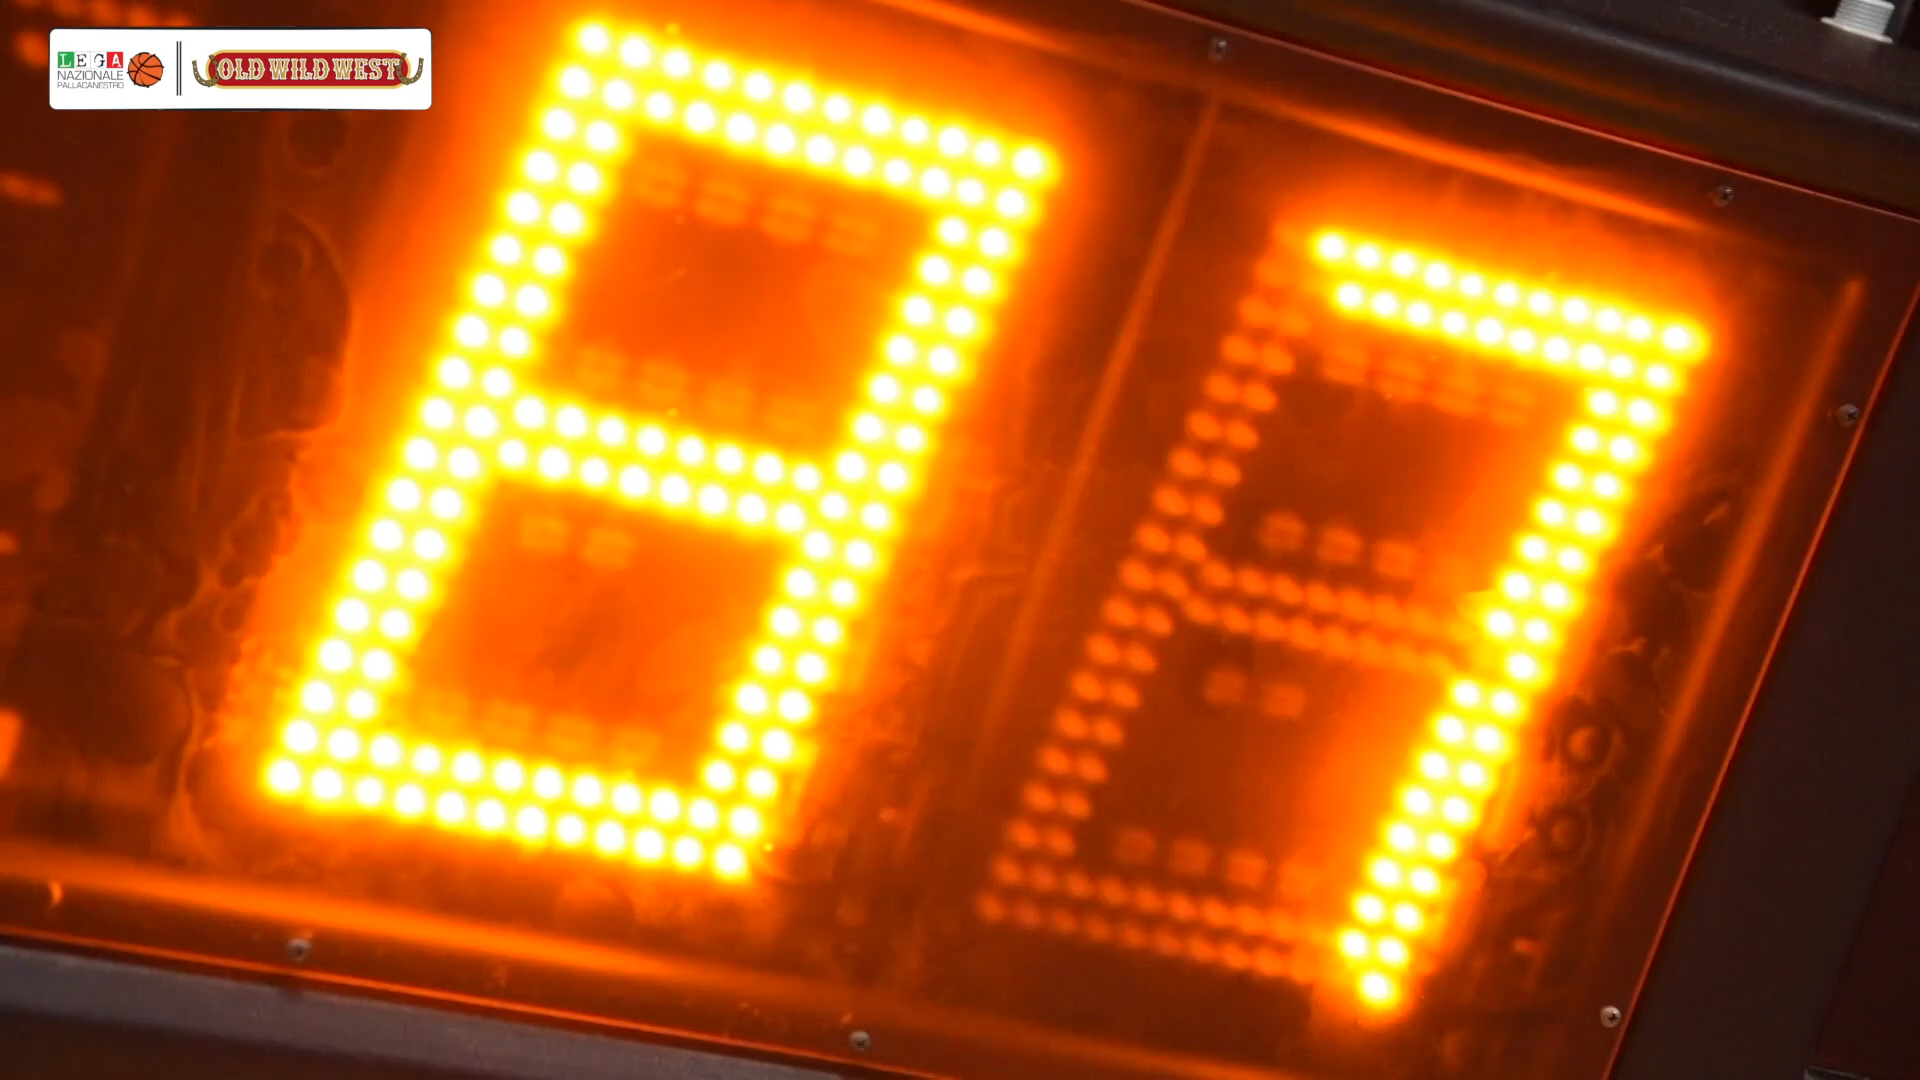 LEGA
NAZIONALE
PALLACANESTRO
OLD WILD WEST
87